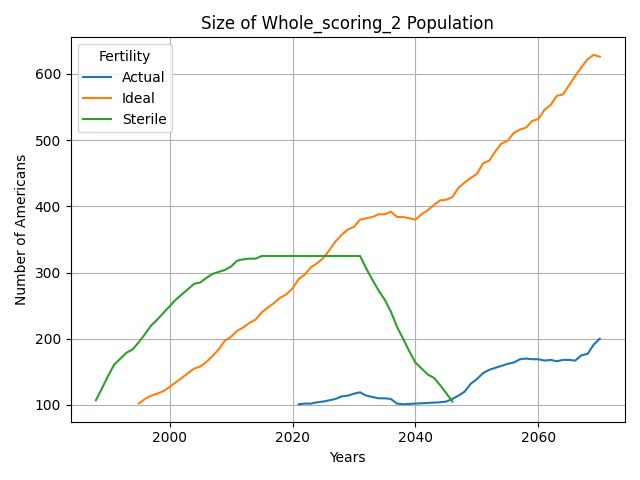 Size of Whole_scoring_2 Population
Fertility
Actual
Ideal
Sterile
Number of Americans
600
500
400
300
200
100
2000
2020
2040
2060
Years